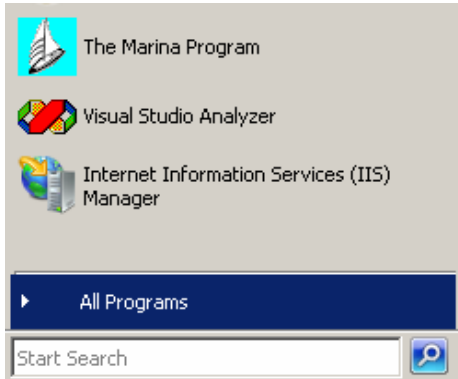 The Marina Program
Visual Studio Analyzer
Internet Information Services (IIS)
Manager
All Programs
Start Search